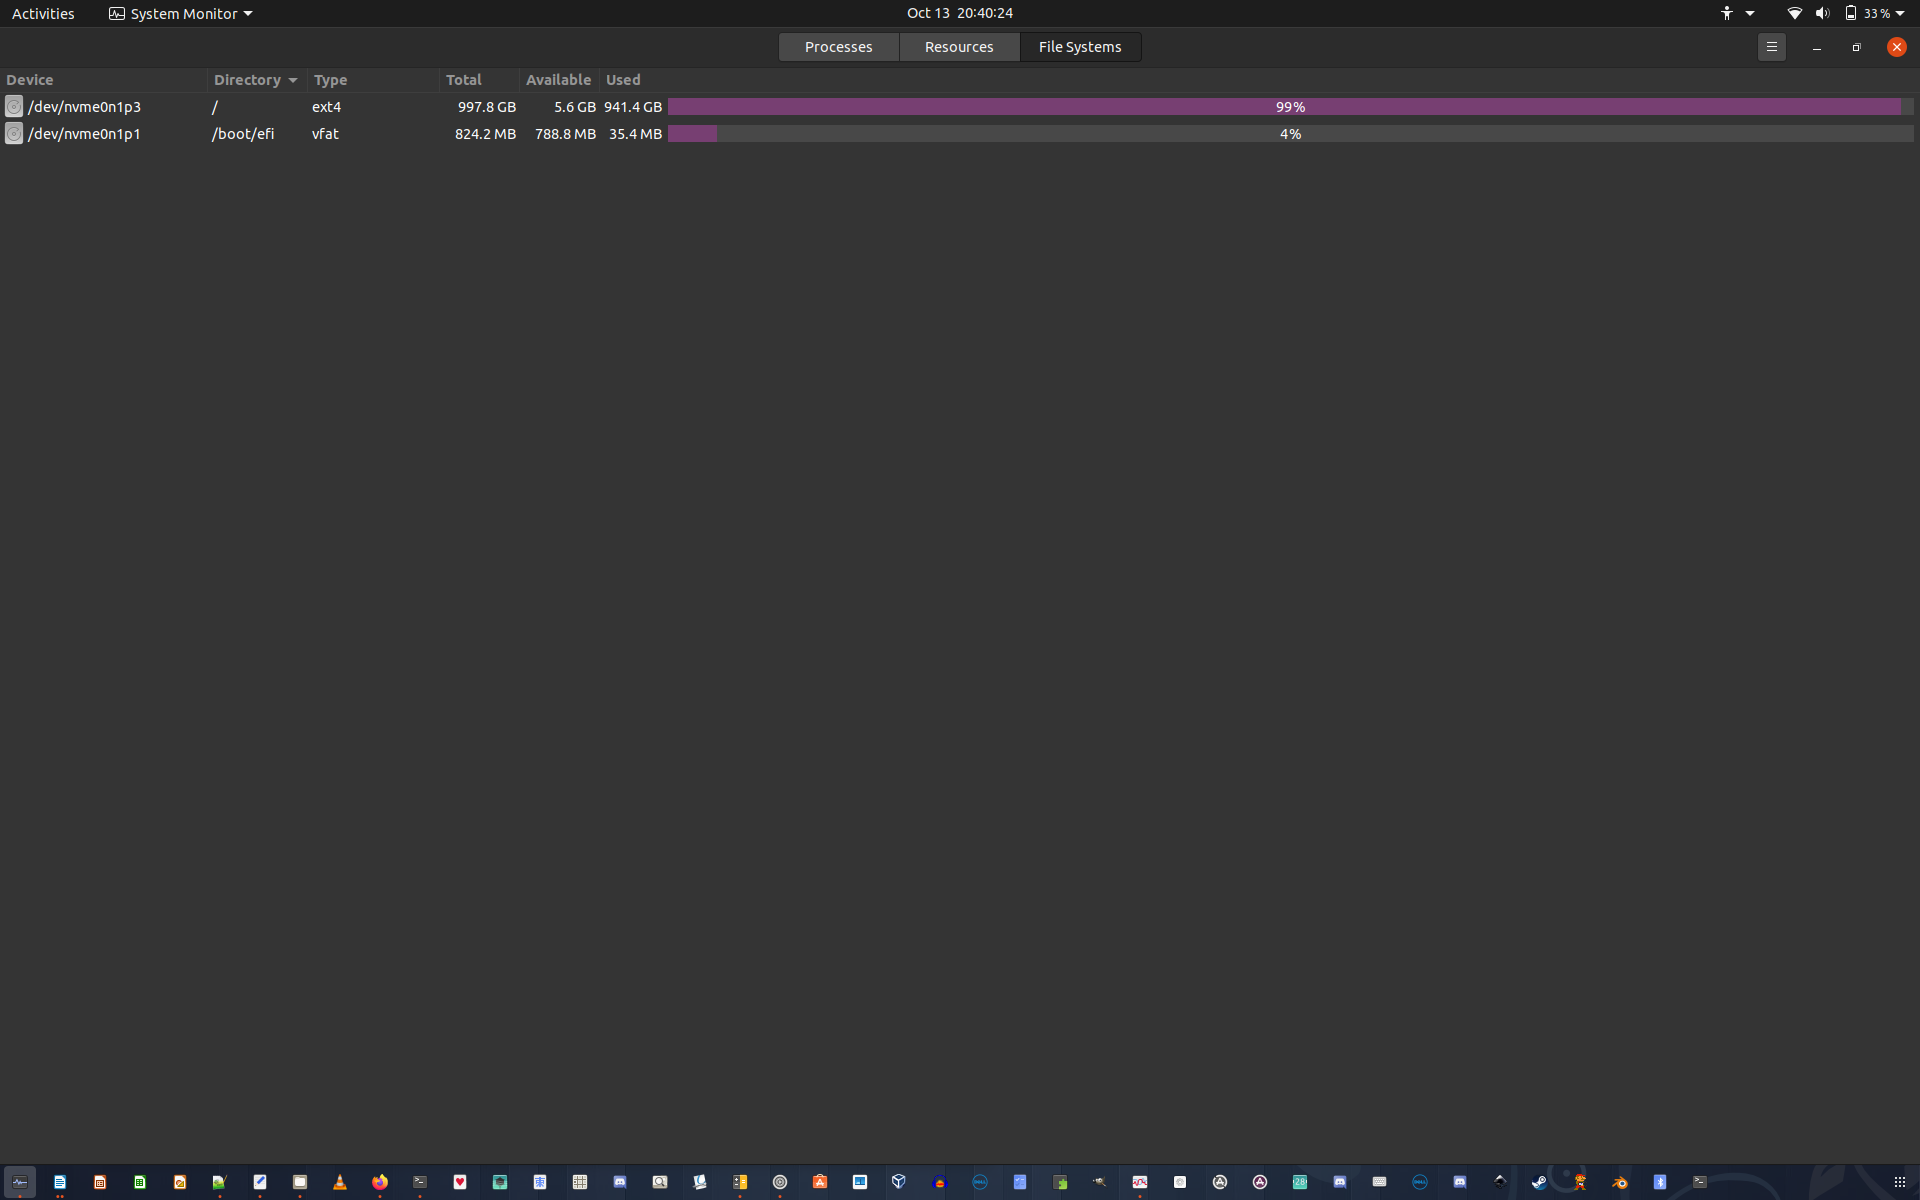 Activities System Monitor Oct 13 20:40:24 33 %
Processes Resources File Systems
Device Directory Type Total Available Used
/dev/nvme0n1p3 / ext4 997.8 GB 5.6 GB 941.4 GB 99%
/dev/nvme0n1p1 /boot/efi vfat 824.2 MB 788.8 MB 35.4 MB 4%